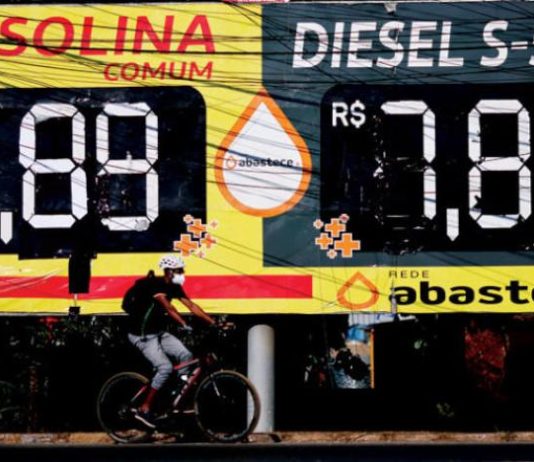 SOLINA
COMUM
,89
DIESEL S-
R$ 7,8
abastece
REDE
abaste